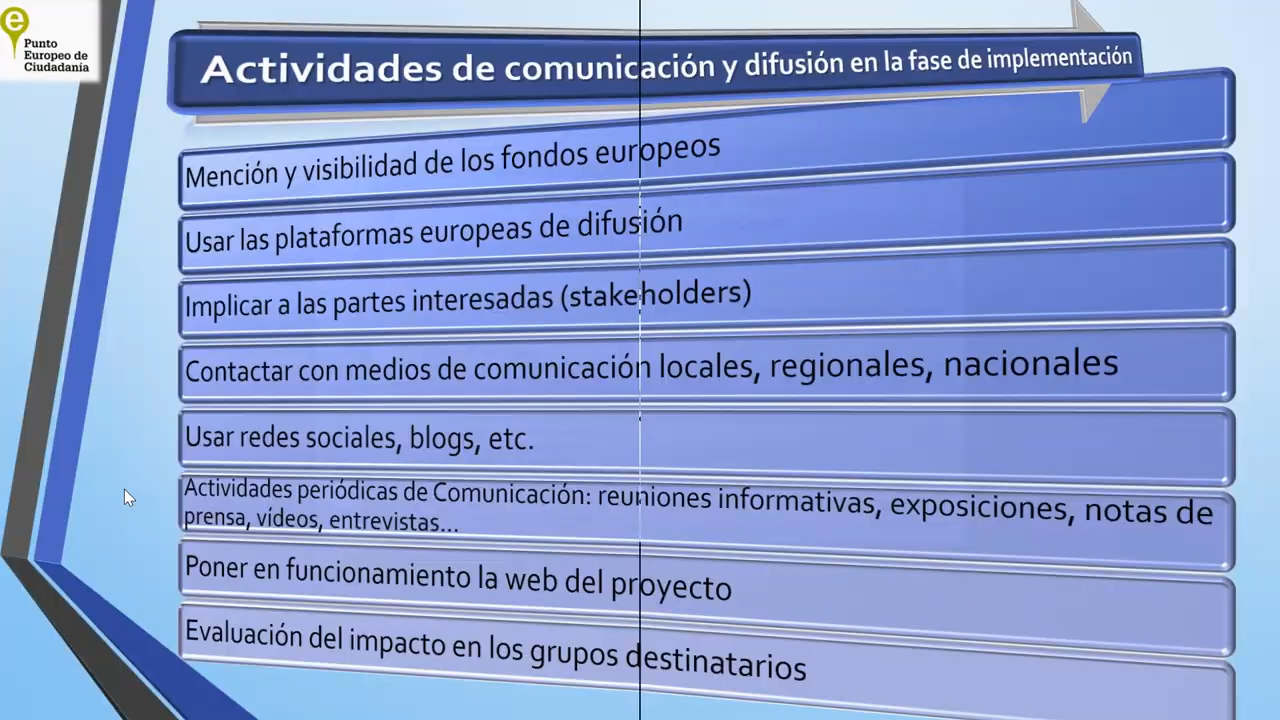 e
Punto
Europeo de
Ciudadanía
Actividades de comunicación y difusión en la fase de implementación
Mención y visibilidad de los fondos europeos
Usar las plataformas europeas de difusión
Implicar a las partes interesadas (stakeholders)
Contactar con medios de comunicación locales, regionales, nacionales
Usar redes sociales, blogs, etc.
Actividades periódicas de Comunicación: reuniones informativas, exposiciones, notas de
prensa, vídeos, entrevistas...
Poner en funcionamiento la web del proyecto
Evaluación del impacto en los grupos destinatarios